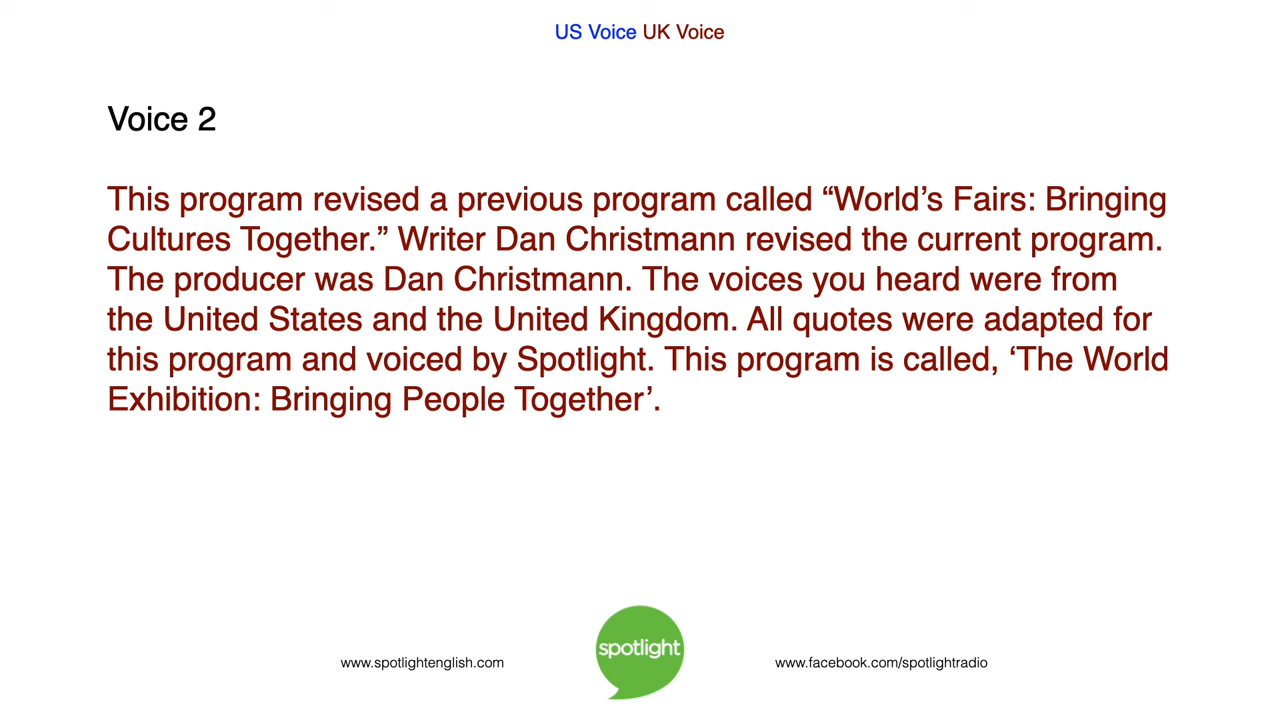 US Voice UK Voice
Voice 2
This program revised a previous program called “World’s Fairs: Bringing
Cultures Together.” Writer Dan Christmann revised the current program.
The producer was Dan Christmann. The voices you heard were from
the United States and the United Kingdom. All quotes were adapted for
this program and voiced by Spotlight. This program is called, ‘The World
Exhibition: Bringing People Together’.
spotlight
www.spotlightenglish.com
www.facebook.com/spotlightradio